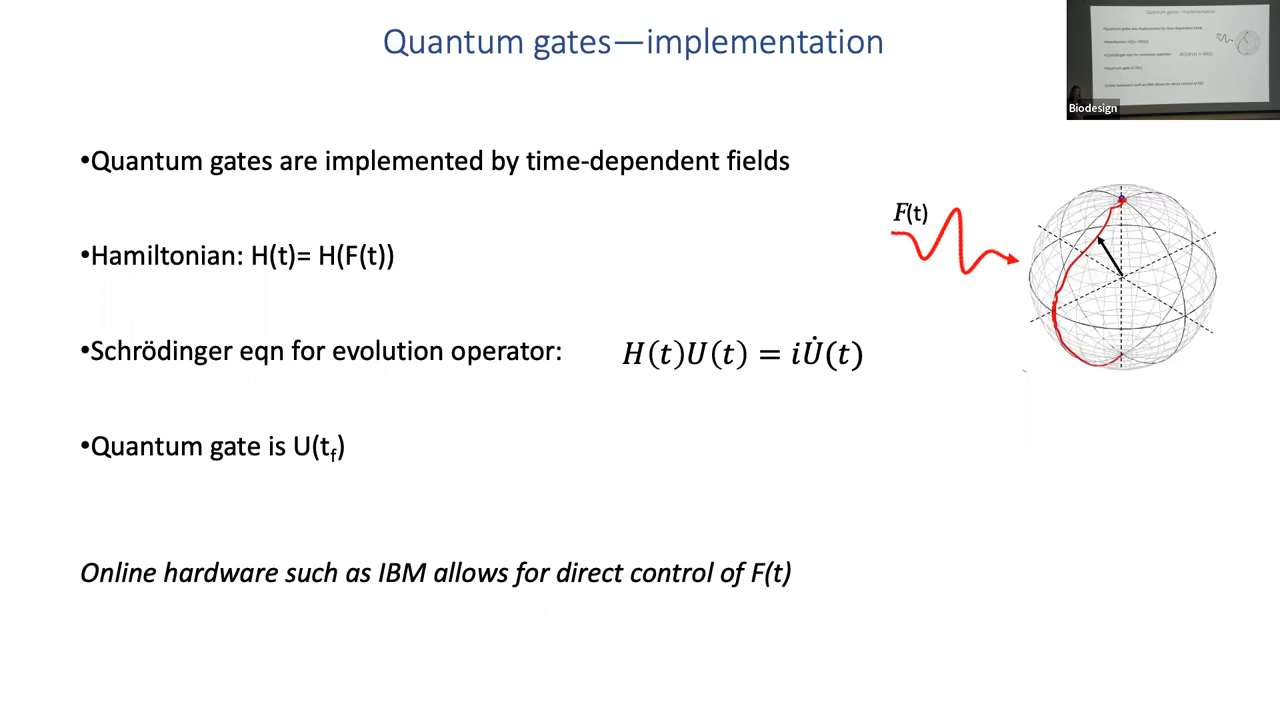 Quantum gates—implementation
Biodesign
•Quantum gates are implemented by time-dependent fields
F(t)
•Hamiltonian: H(t)= H(F(t))
•Schrödinger eqn for evolution operator: H(t)U(t) = iU̇(t)
•Quantum gate is U(t_f)
Online hardware such as IBM allows for direct control of F(t)